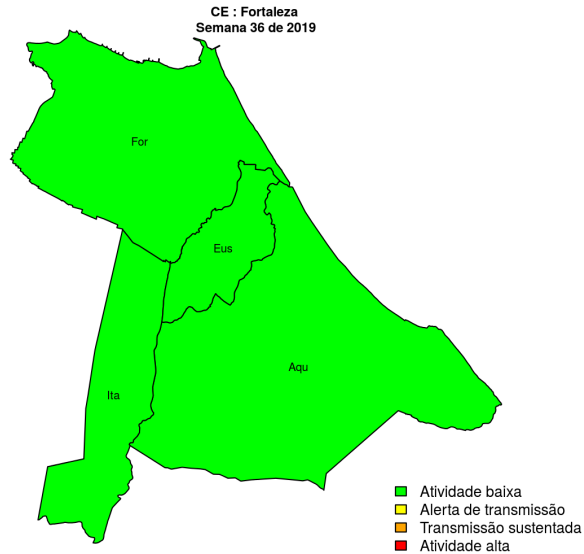 CE : Fortaleza
Semana 36 de 2019
For
Eus
Aqu
Ita
Atividade baixa
Alerta de transmissão
Transmissão sustentada
Atividade alta